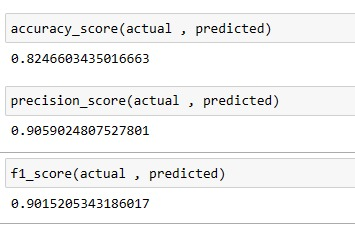 accuracy_score(actual , predicted)
0.8246603435016663
precision_score(actual , predicted)
0.9059024807527801
f1_score(actual , predicted)
0.9015205343186017